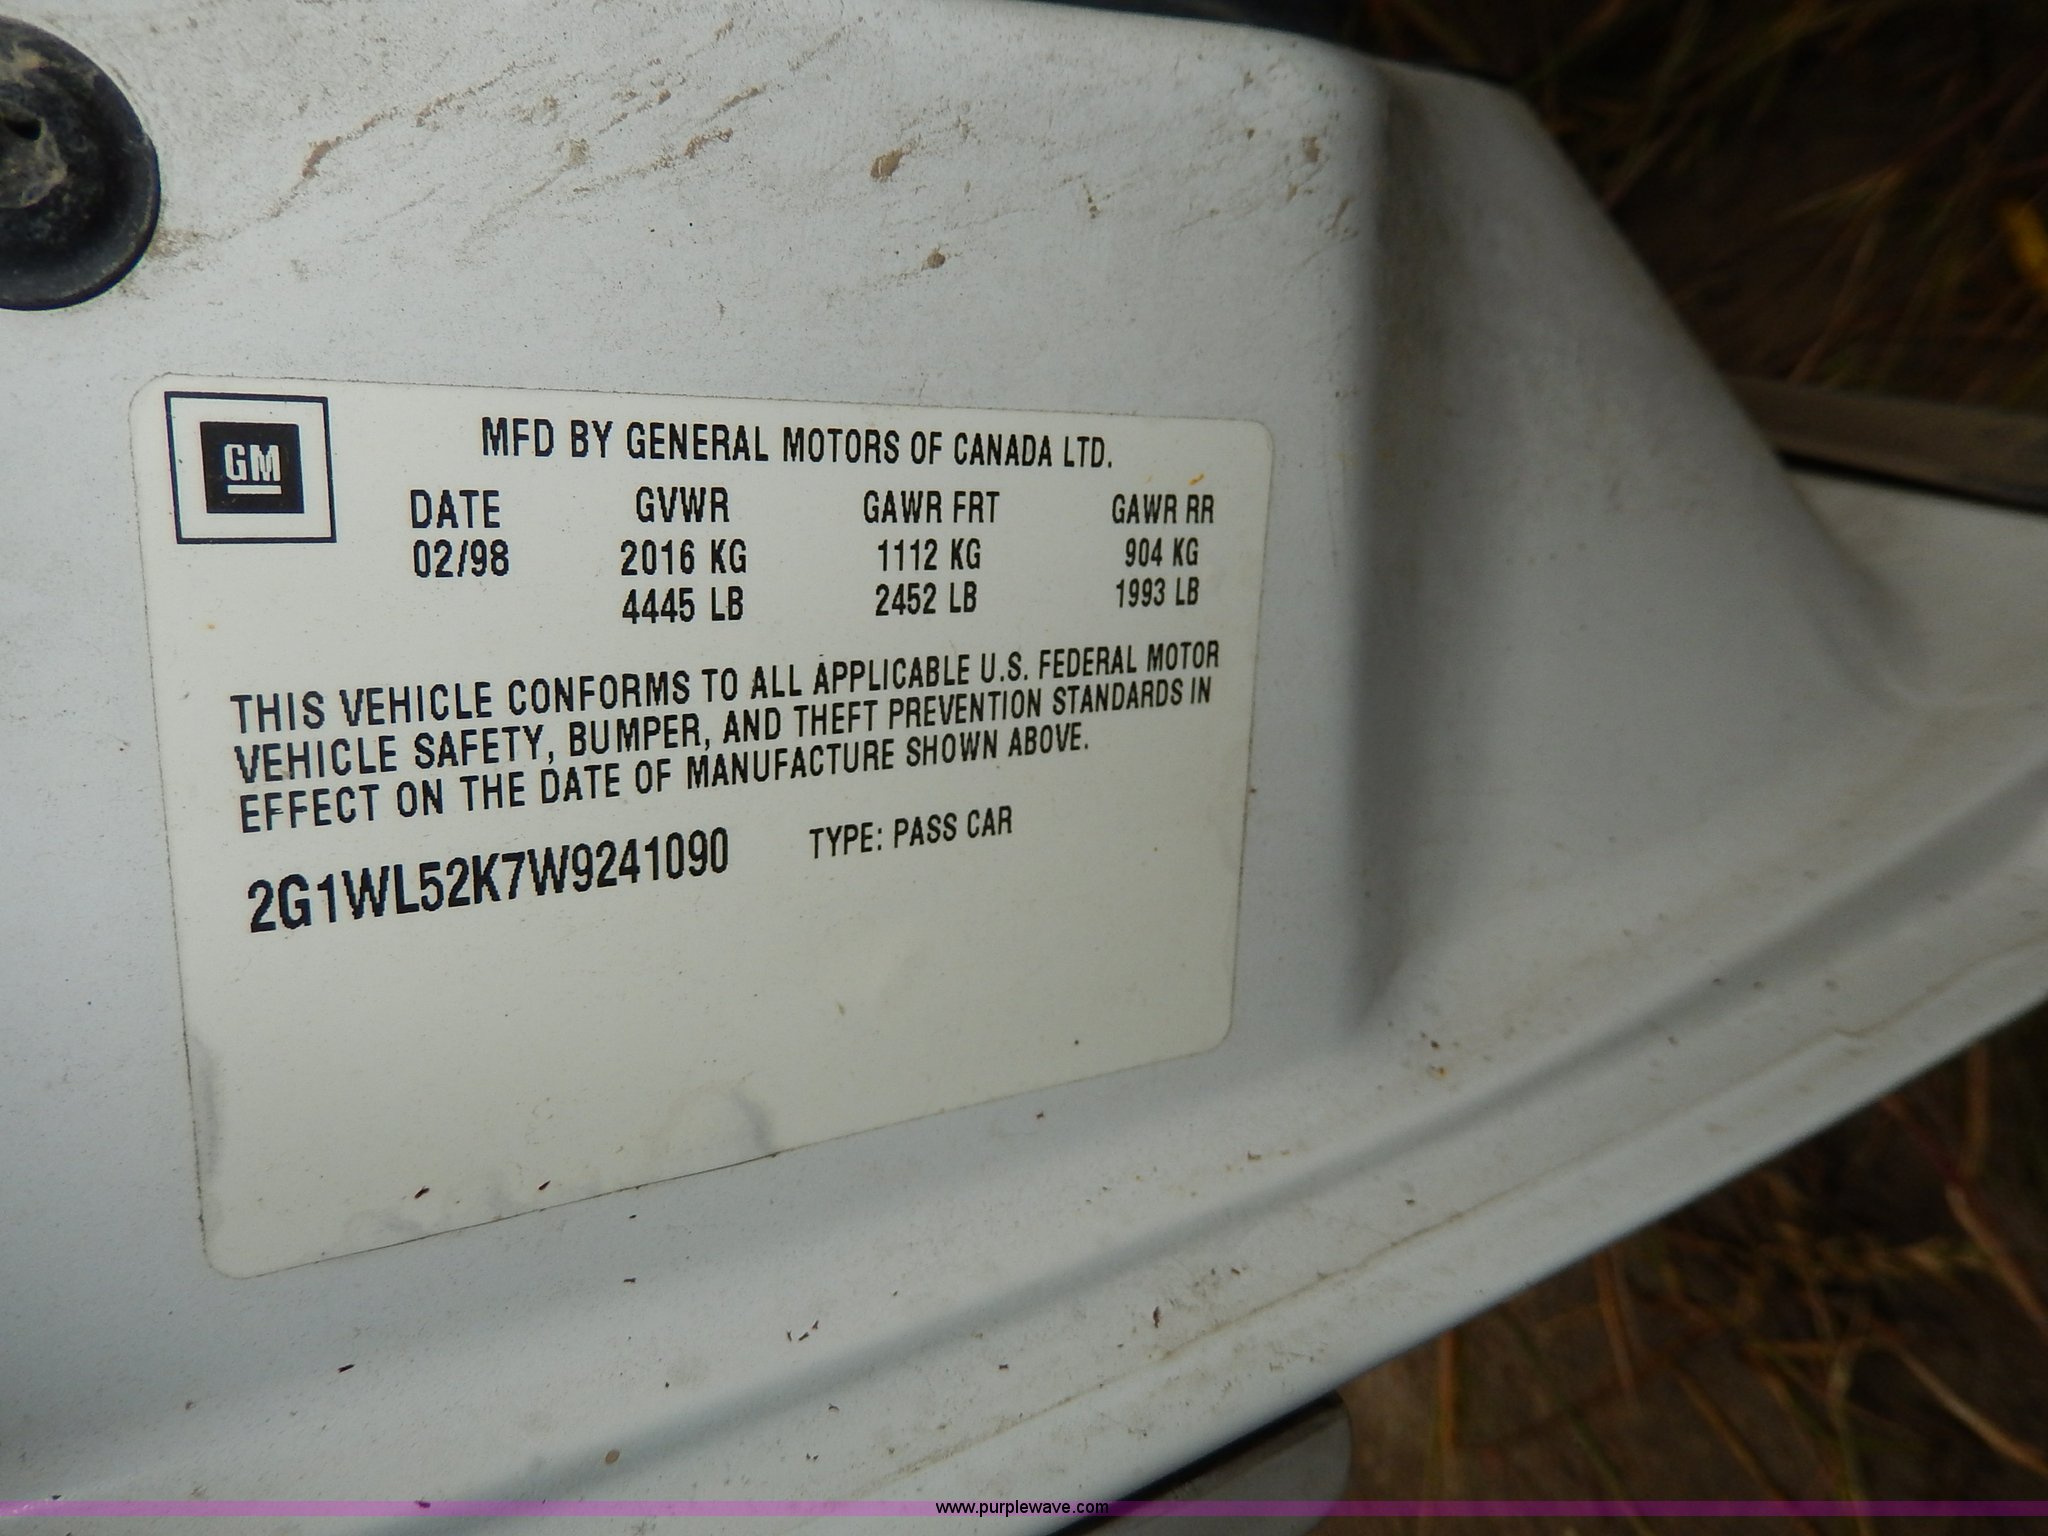 GM
MFD BY GENERAL MOTORS OF CANADA LTD.
DATE GVWR GAWR FRT GAWR RR
02/98 2016 KG 1112 KG 904 KG
4445 LB 2452 LB 1993 LB
THIS VEHICLE CONFORMS TO ALL APPLICABLE U.S. FEDERAL MOTOR
VEHICLE SAFETY, BUMPER, AND THEFT PREVENTION STANDARDS IN
EFFECT ON THE DATE OF MANUFACTURE SHOWN ABOVE.
2G1WL52K7W9241090 TYPE: PASS CAR
www.purplewave.com